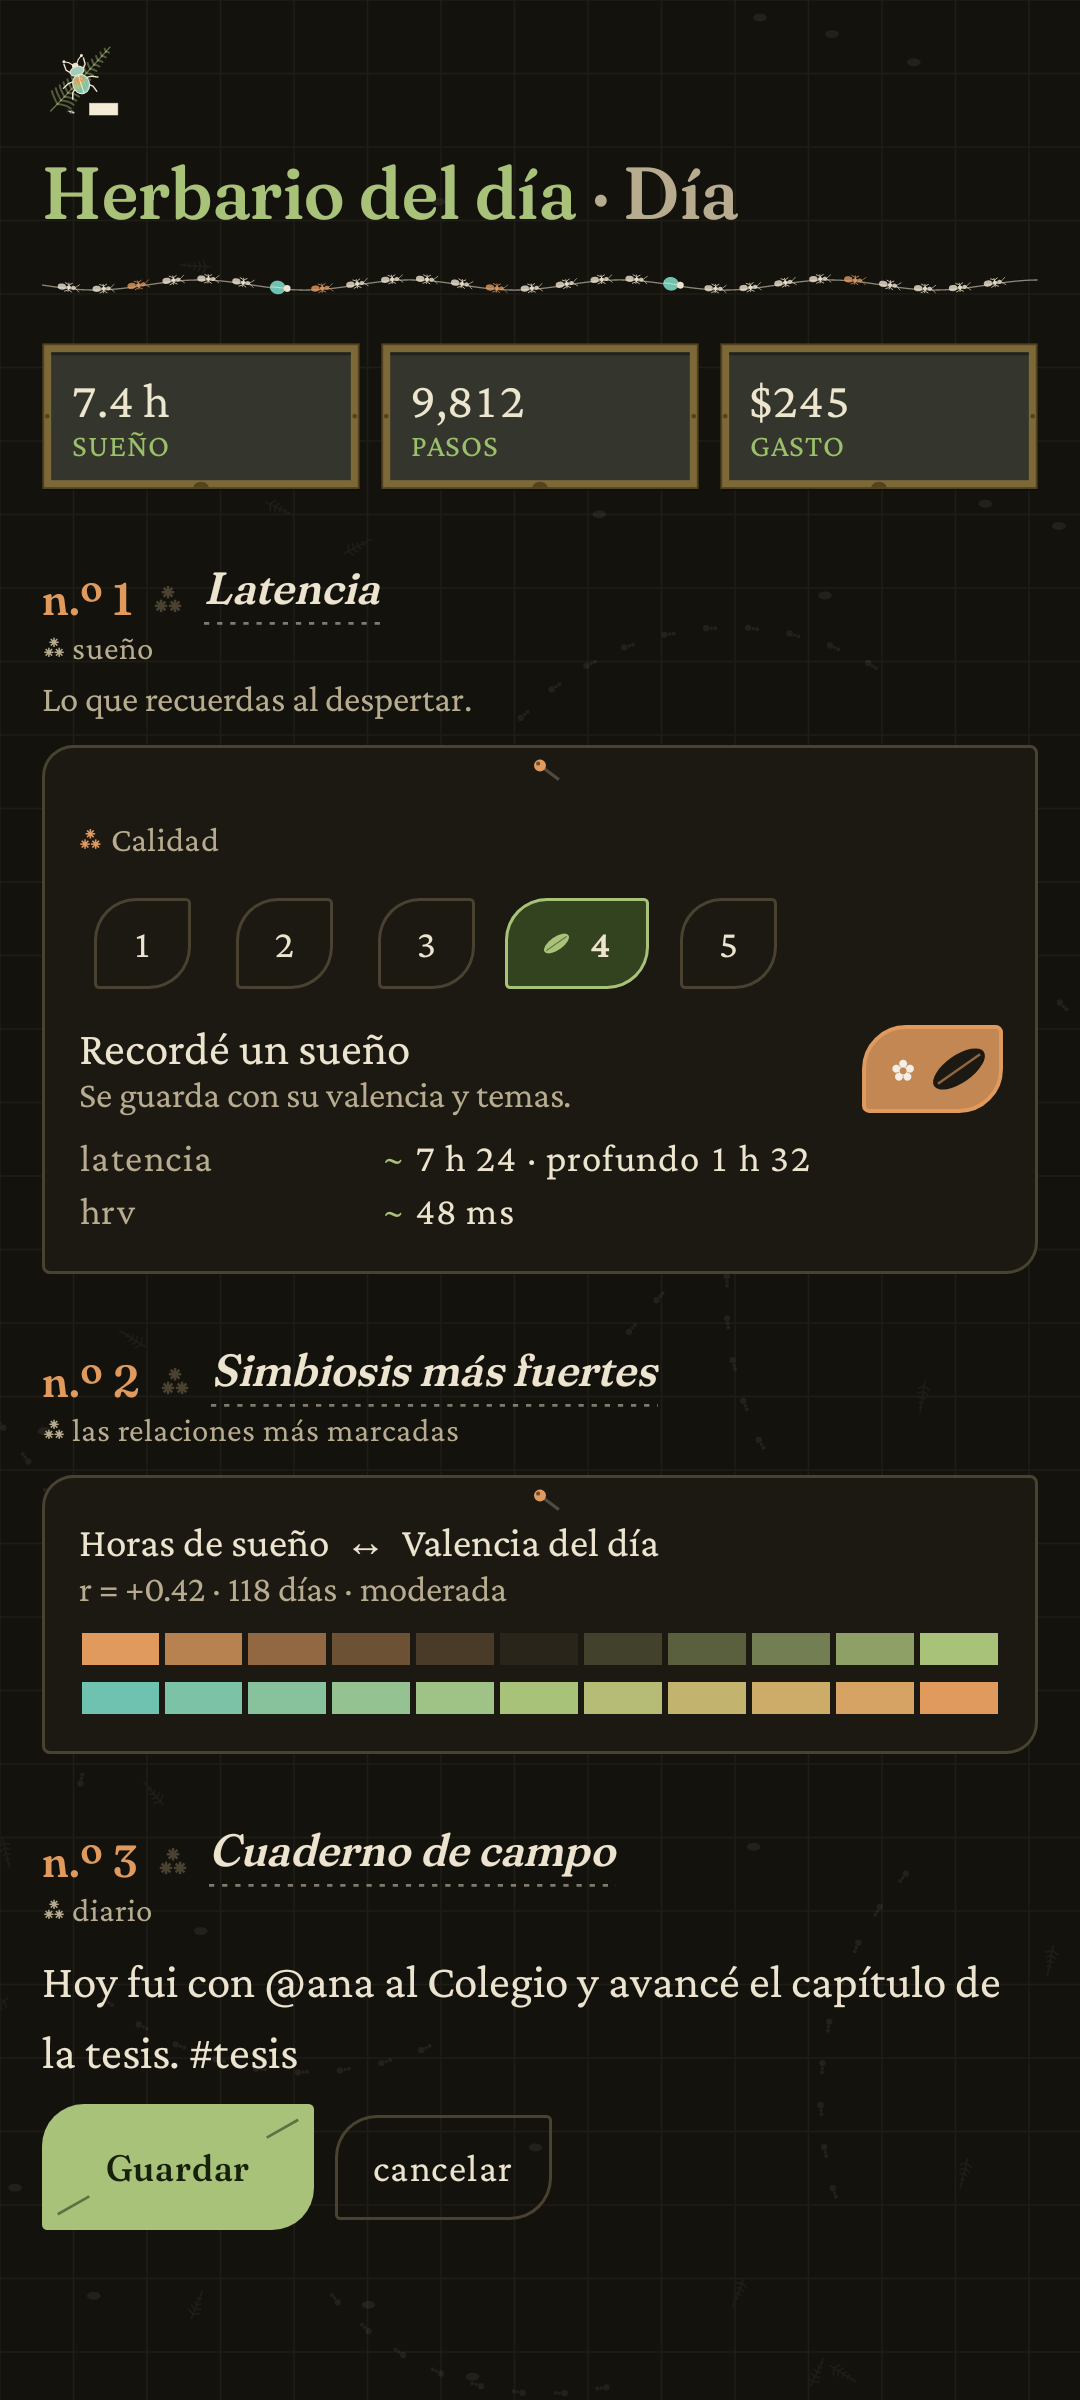 Herbario del día · Día
7.4 h
SUEÑO
9,812
PASOS
$245
GASTO
n.º 1 Latencia
sueño
Lo que recuerdas al despertar.
Calidad
1 2 3 4 5
Recordé un sueño
Se guarda con su valencia y temas.
latencia ~ 7 h 24 · profundo 1 h 32
hrv ~ 48 ms
n.º 2 Simbiosis más fuertes
las relaciones más marcadas
Horas de sueño ↔ Valencia del día
r = +0.42 · 118 días · moderada
n.º 3 Cuaderno de campo
diario
Hoy fui con @ana al Colegio y avancé el capítulo de
la tesis. #tesis
Guardar cancelar